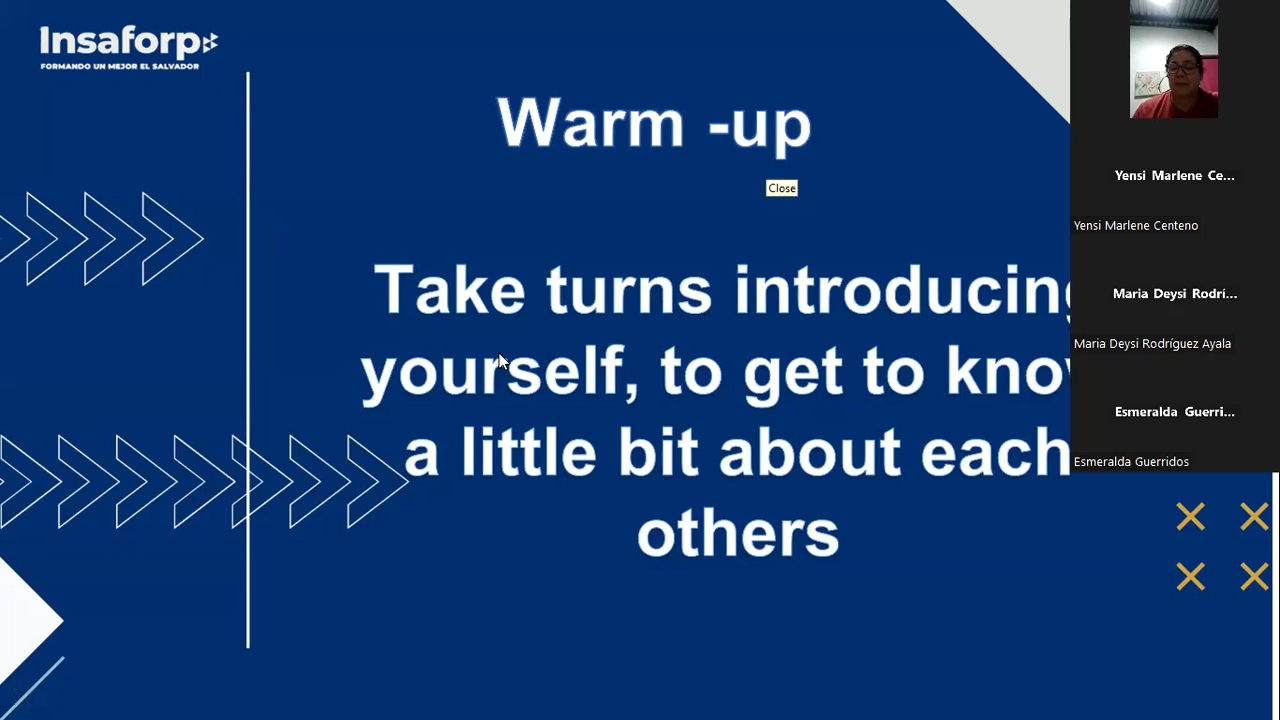 Insaforp
FORMANDO UN MEJOR EL SALVADOR
Warm -up
Close
Take turns introducing
yourself, to get to know
a little bit about each
others
Yensi Marlene Ce...
Yensi Marlene Centeno
Maria Deysi Rodrí...
Maria Deysi Rodríguez Ayala
Esmeralda Guerri...
Esmeralda Guerridos